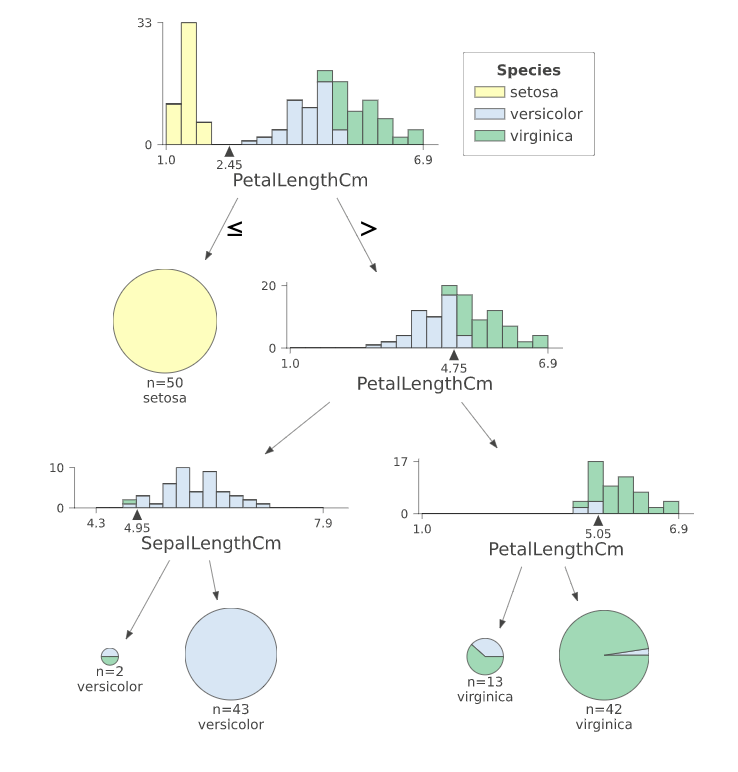 33
0
1.0
2.45
6.9
PetalLengthCm
Species
setosa
versicolor
virginica
≤
>
n=50
setosa
20
0
1.0
4.75
6.9
PetalLengthCm
10
0
4.3
4.95
7.9
SepalLengthCm
17
0
1.0
5.05
6.9
PetalLengthCm
n=2
versicolor
n=43
versicolor
n=13
virginica
n=42
virginica